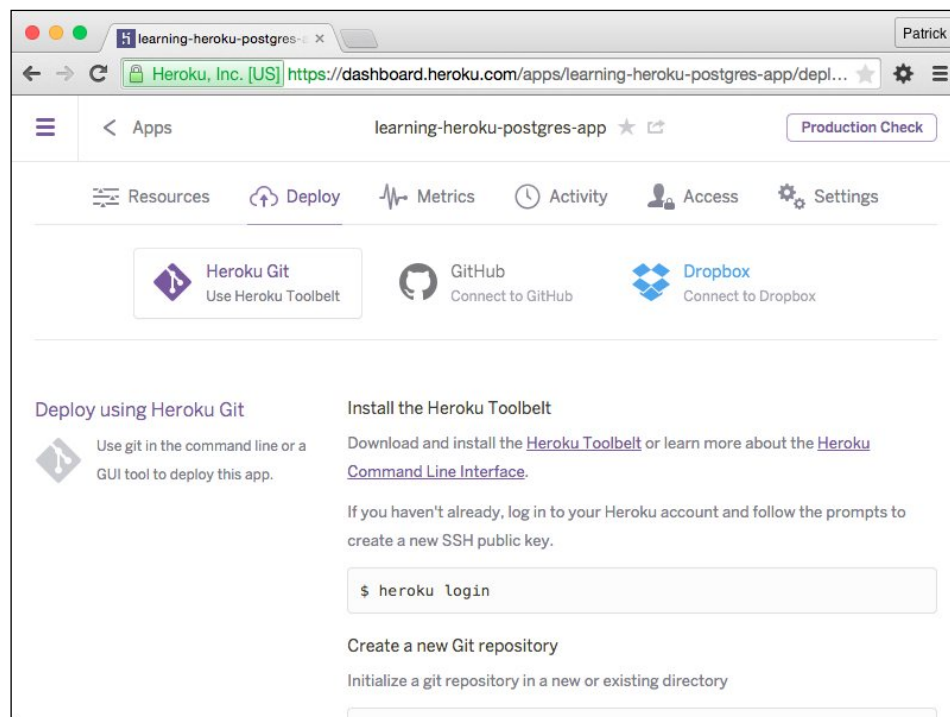 learning-heroku-postgres-a
Patrick
Heroku, Inc. [US] https://dashboard.heroku.com/apps/learning-heroku-postgres-app/depl...
Apps
learning-heroku-postgres-app
Production Check
Resources
Deploy
Metrics
Activity
Access
Settings
Heroku Git
Use Heroku Toolbelt
GitHub
Connect to GitHub
Dropbox
Connect to Dropbox
Deploy using Heroku Git
Use git in the command line or a
GUI tool to deploy this app.
Install the Heroku Toolbelt
Download and install the Heroku Toolbelt or learn more about the Heroku
Command Line Interface.
If you haven't already, log in to your Heroku account and follow the prompts to
create a new SSH public key.
$ heroku login
Create a new Git repository
Initialize a git repository in a new or existing directory